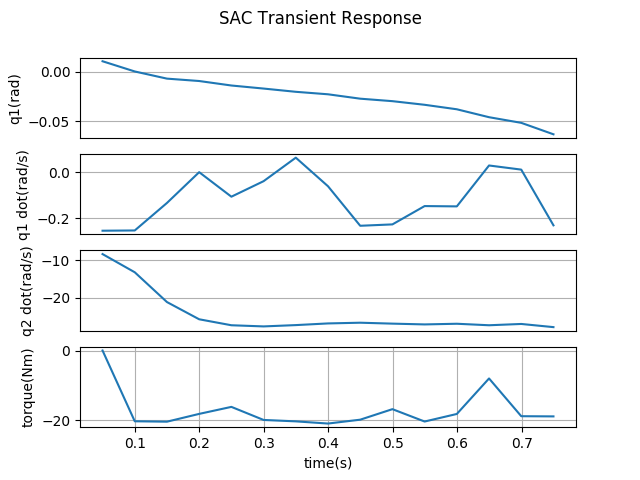 SAC Transient Response
q1(rad)
0.00
−0.05
q1 dot(rad/s)
0.0
−0.2
q2 dot(rad/s)
−10
−20
torque(Nm)
0
−20
0.1 0.2 0.3 0.4 0.5 0.6 0.7
time(s)